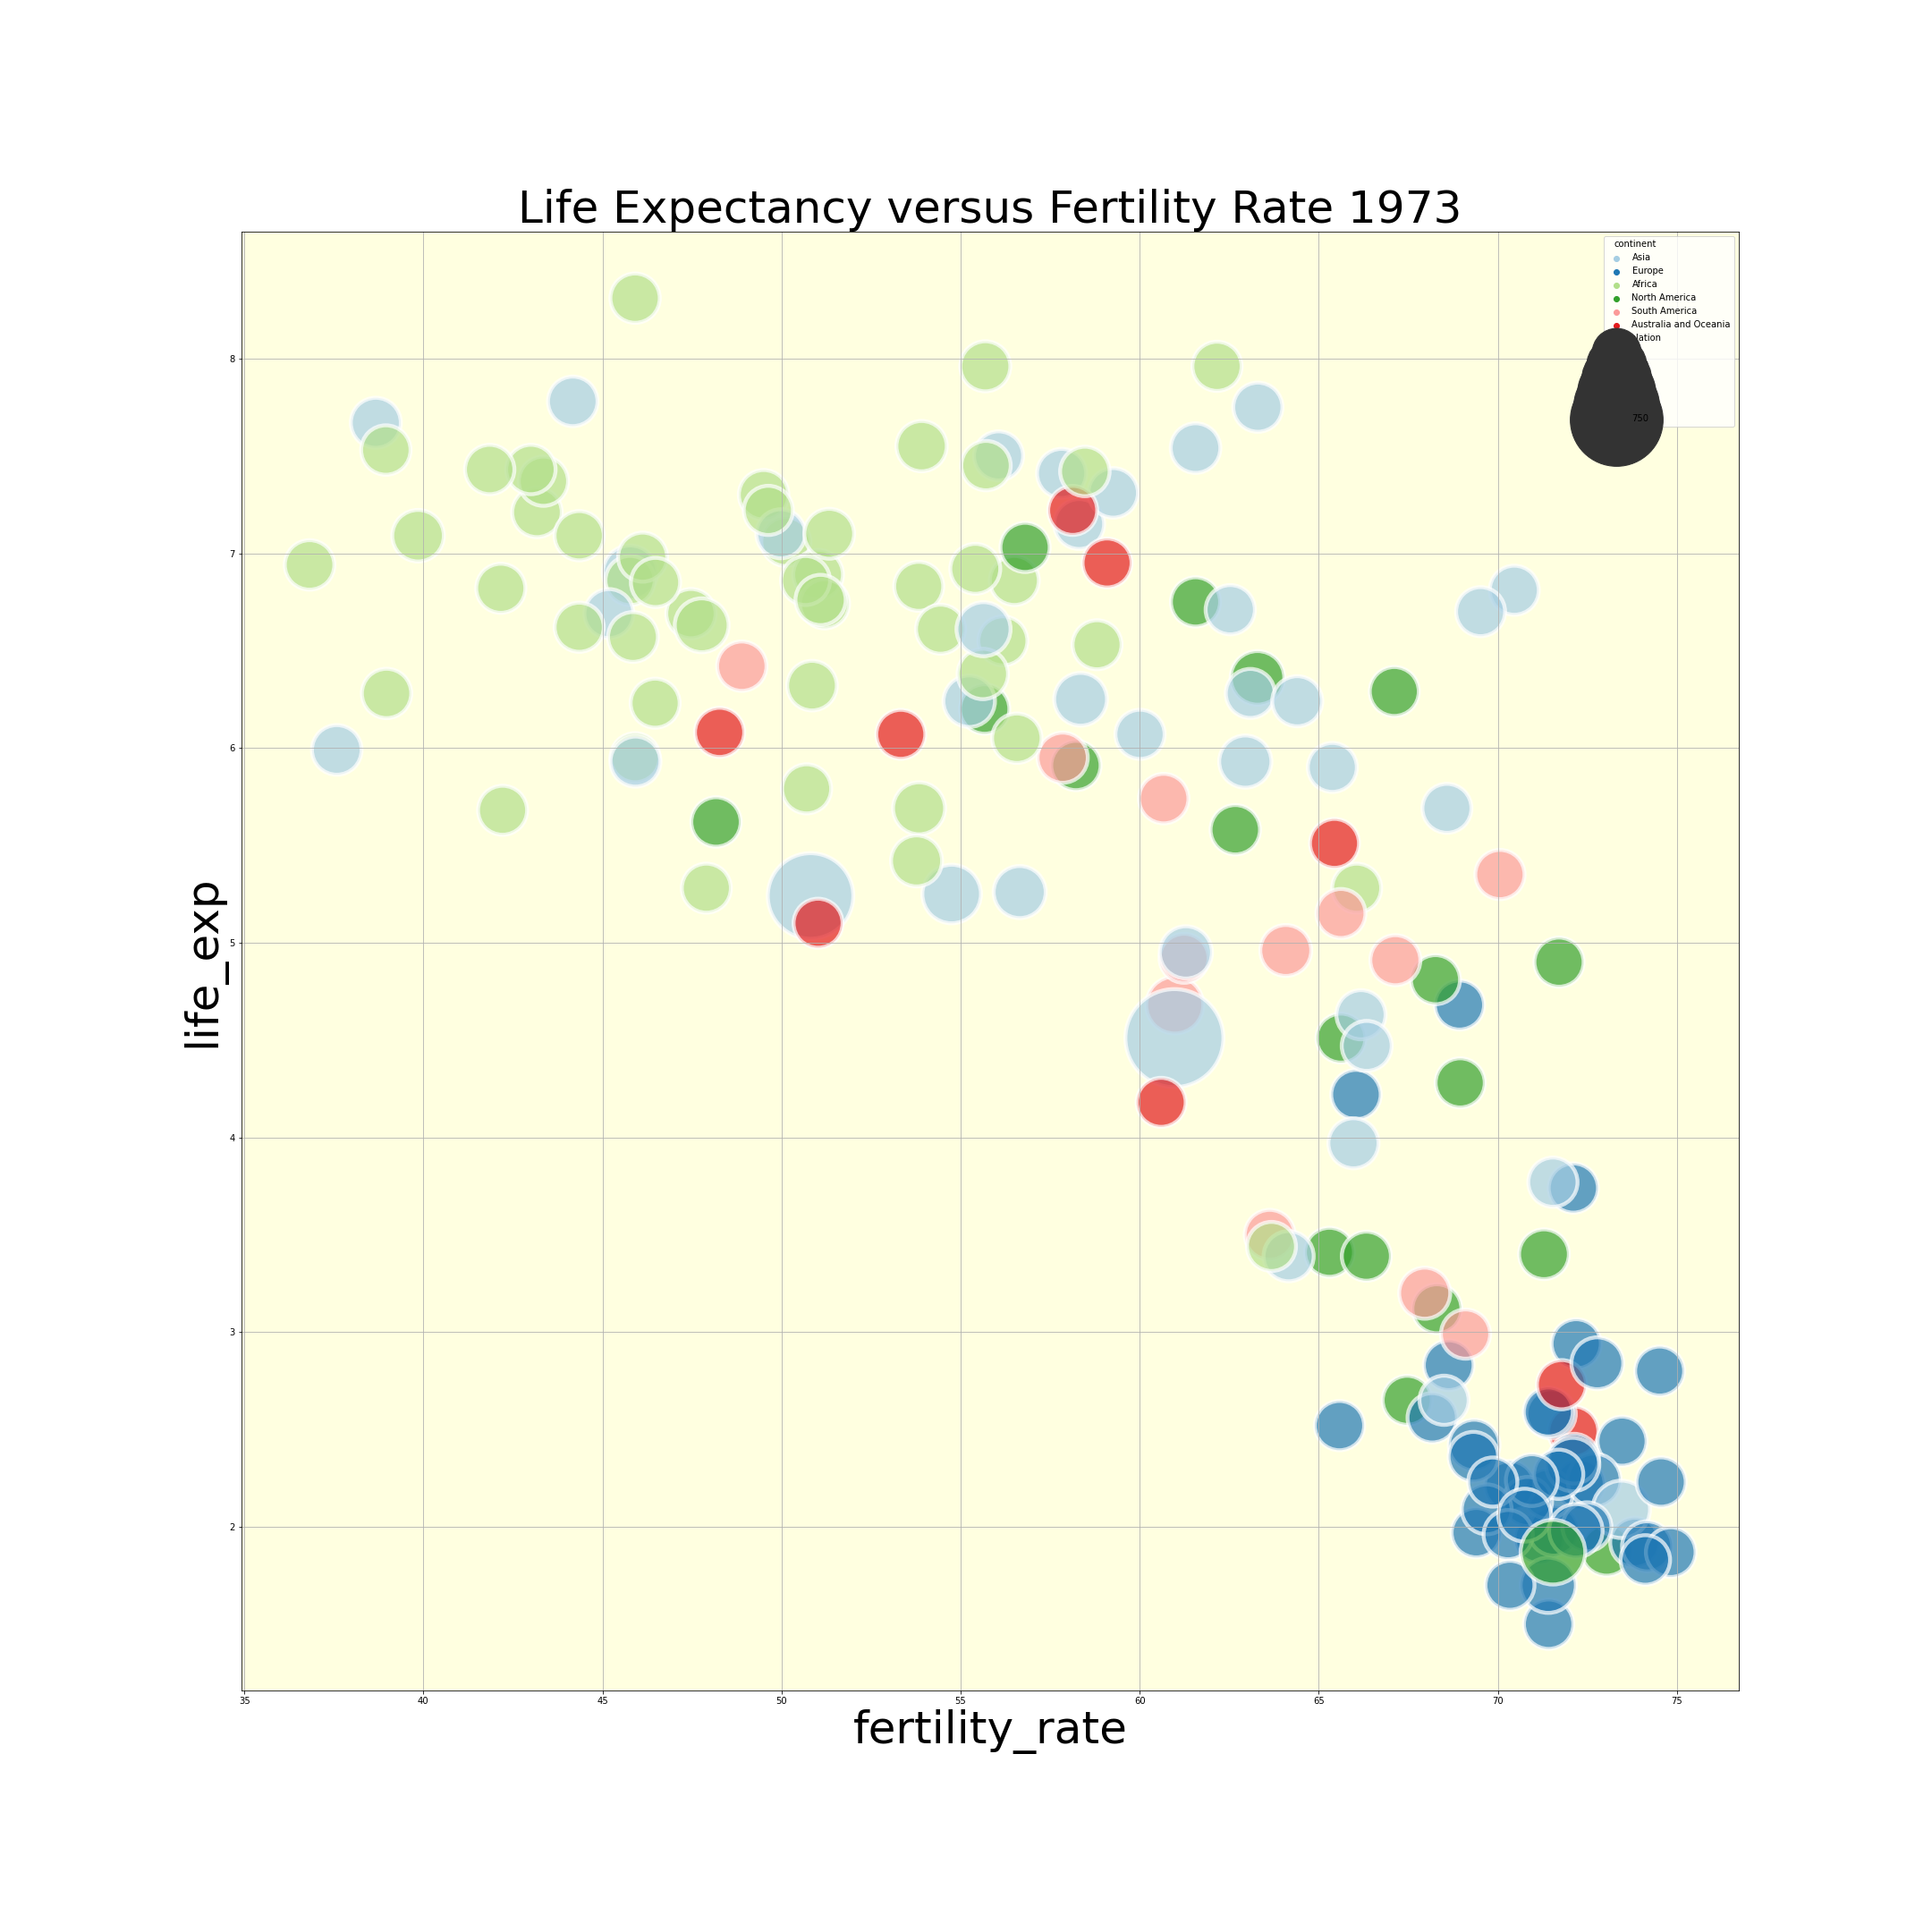 Life Expectancy versus Fertility Rate 1973
continent
Asia
Europe
Africa
North America
South America
Australia and Oceania
lation
750
8
7
6
5
4
3
2
life_exp
35 40 45 50 55 60 65 70 75
fertility_rate